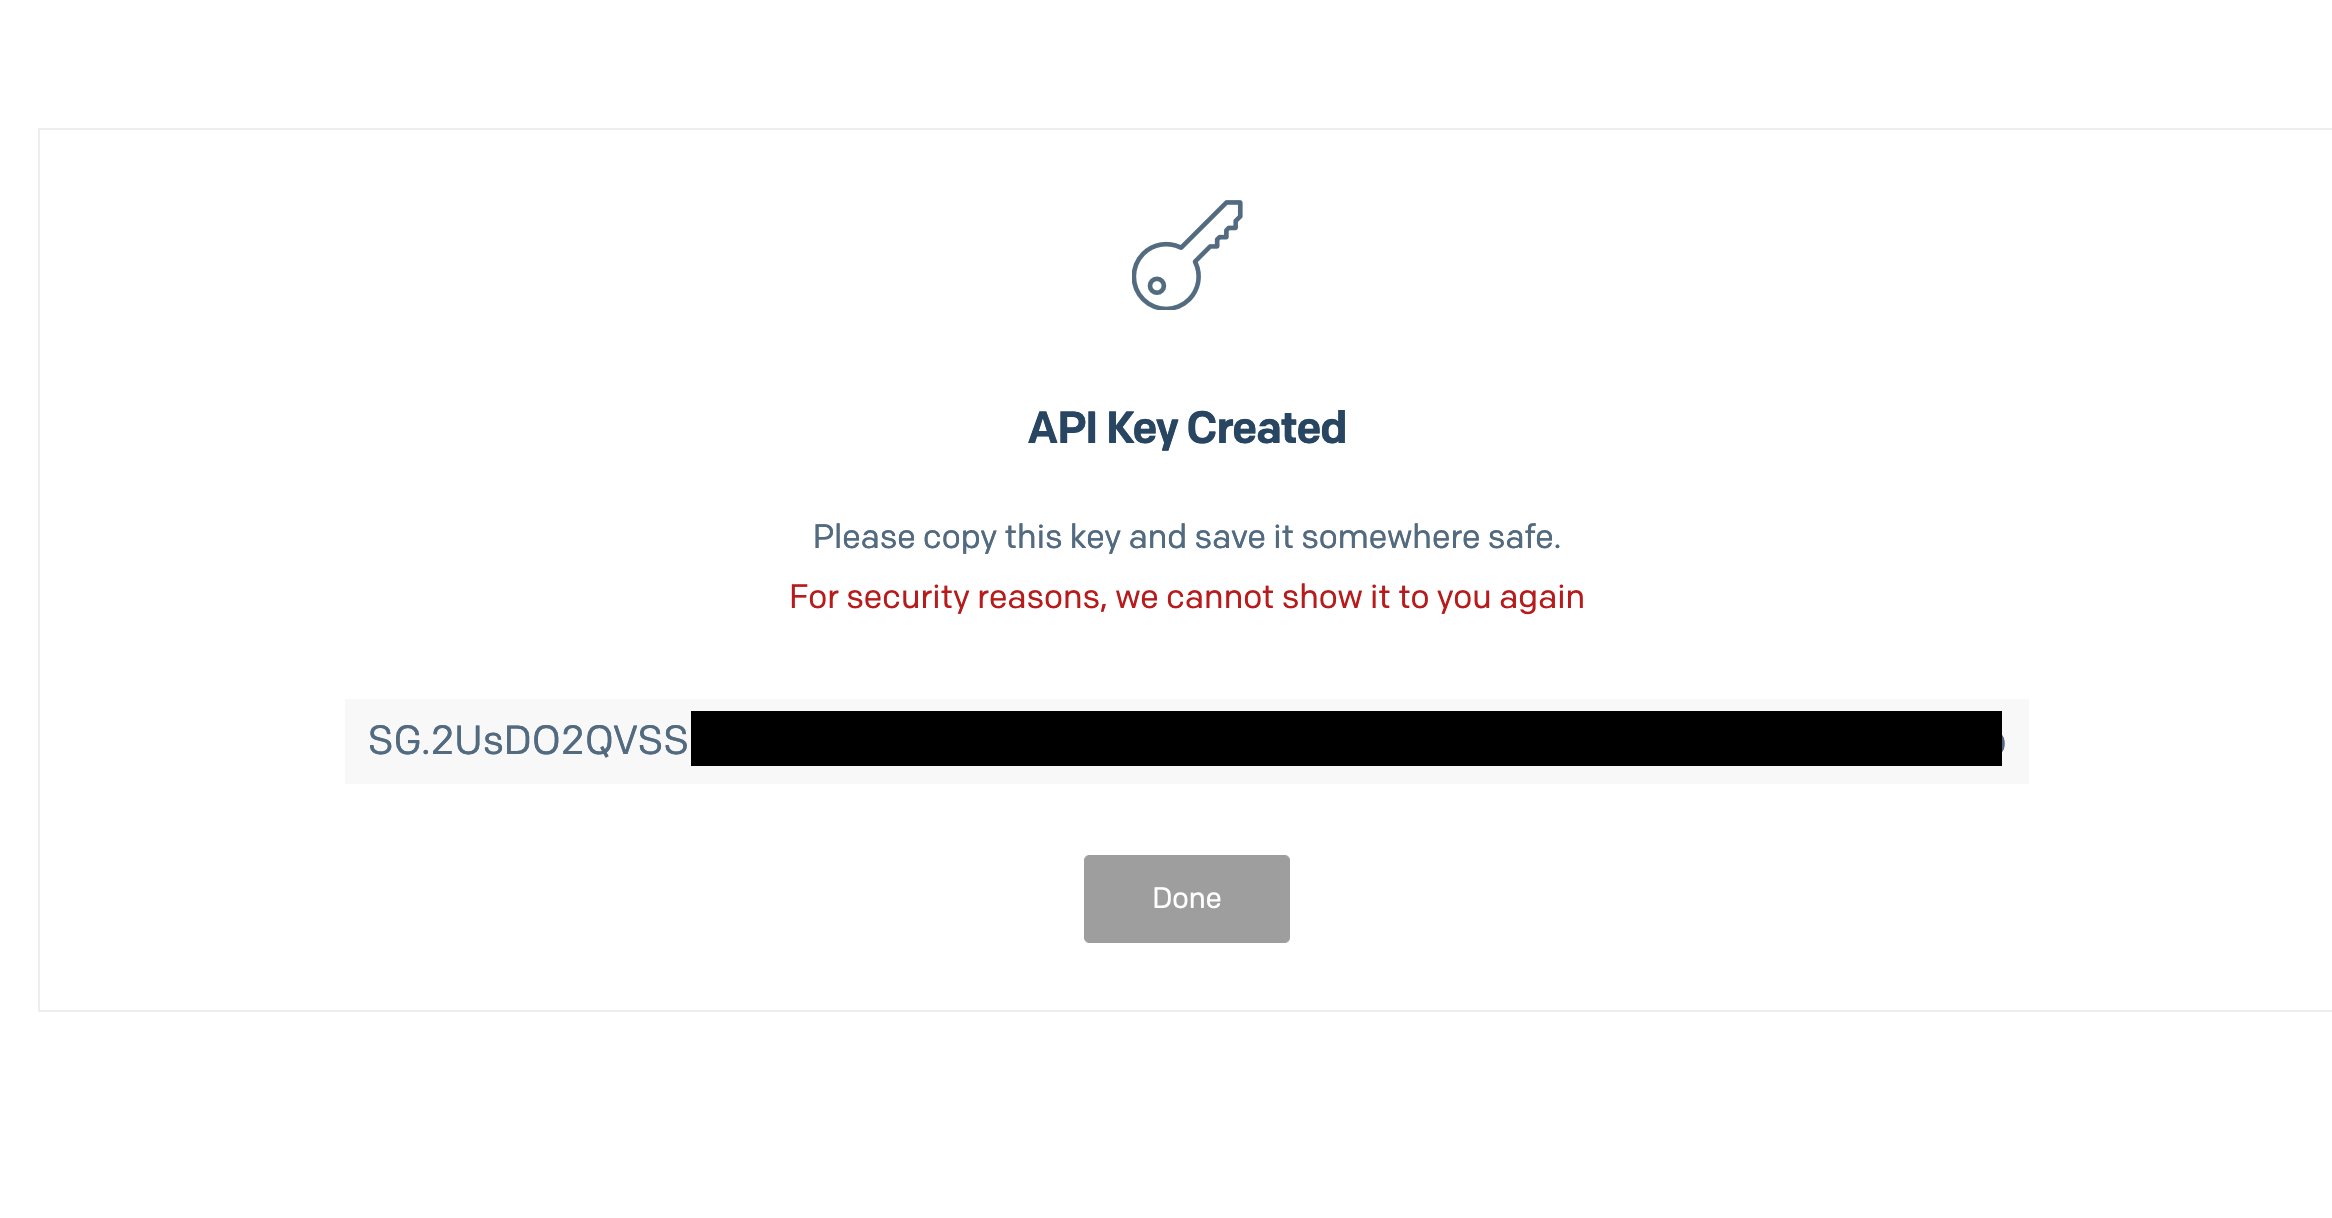 API Key Created
Please copy this key and save it somewhere safe.
For security reasons, we cannot show it to you again
SG.2UsDO2QVSS
Done